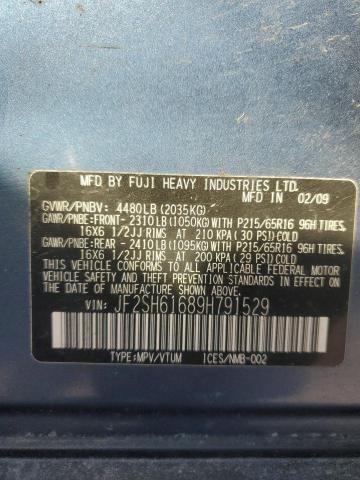 MFD. BY FUJI HEAVY INDUSTRIES LTD.
MFD. IN 02/09
GVWR/PNBV: 4480LB(2035KG)
GAWR/PNBE:FRONT- 2310LB(1050KG)WITH P215/65R16 96H TIRES
16X6 1/2JJ RIMS AT 210 KPA(30 PSI)COLD
GAWR/PNBE:REAR - 2410LB(1095KG)WITH P215/65R16 96H TIRES
16X6 1/2JJ RIMS AT 200 KPA(29 PSI)COLD
THIS VEHICLE CONFORMS TO ALL APPLICABLE
FEDERAL MOTOR VEHICLE SAFETY STANDARDS IN EFFECT ON
THE DATE OF MANUFACTURE SHOWN ABOVE.
VIN: JF2SH61689H791529
TYPE:MPV/VTUM ICES/NMB-002